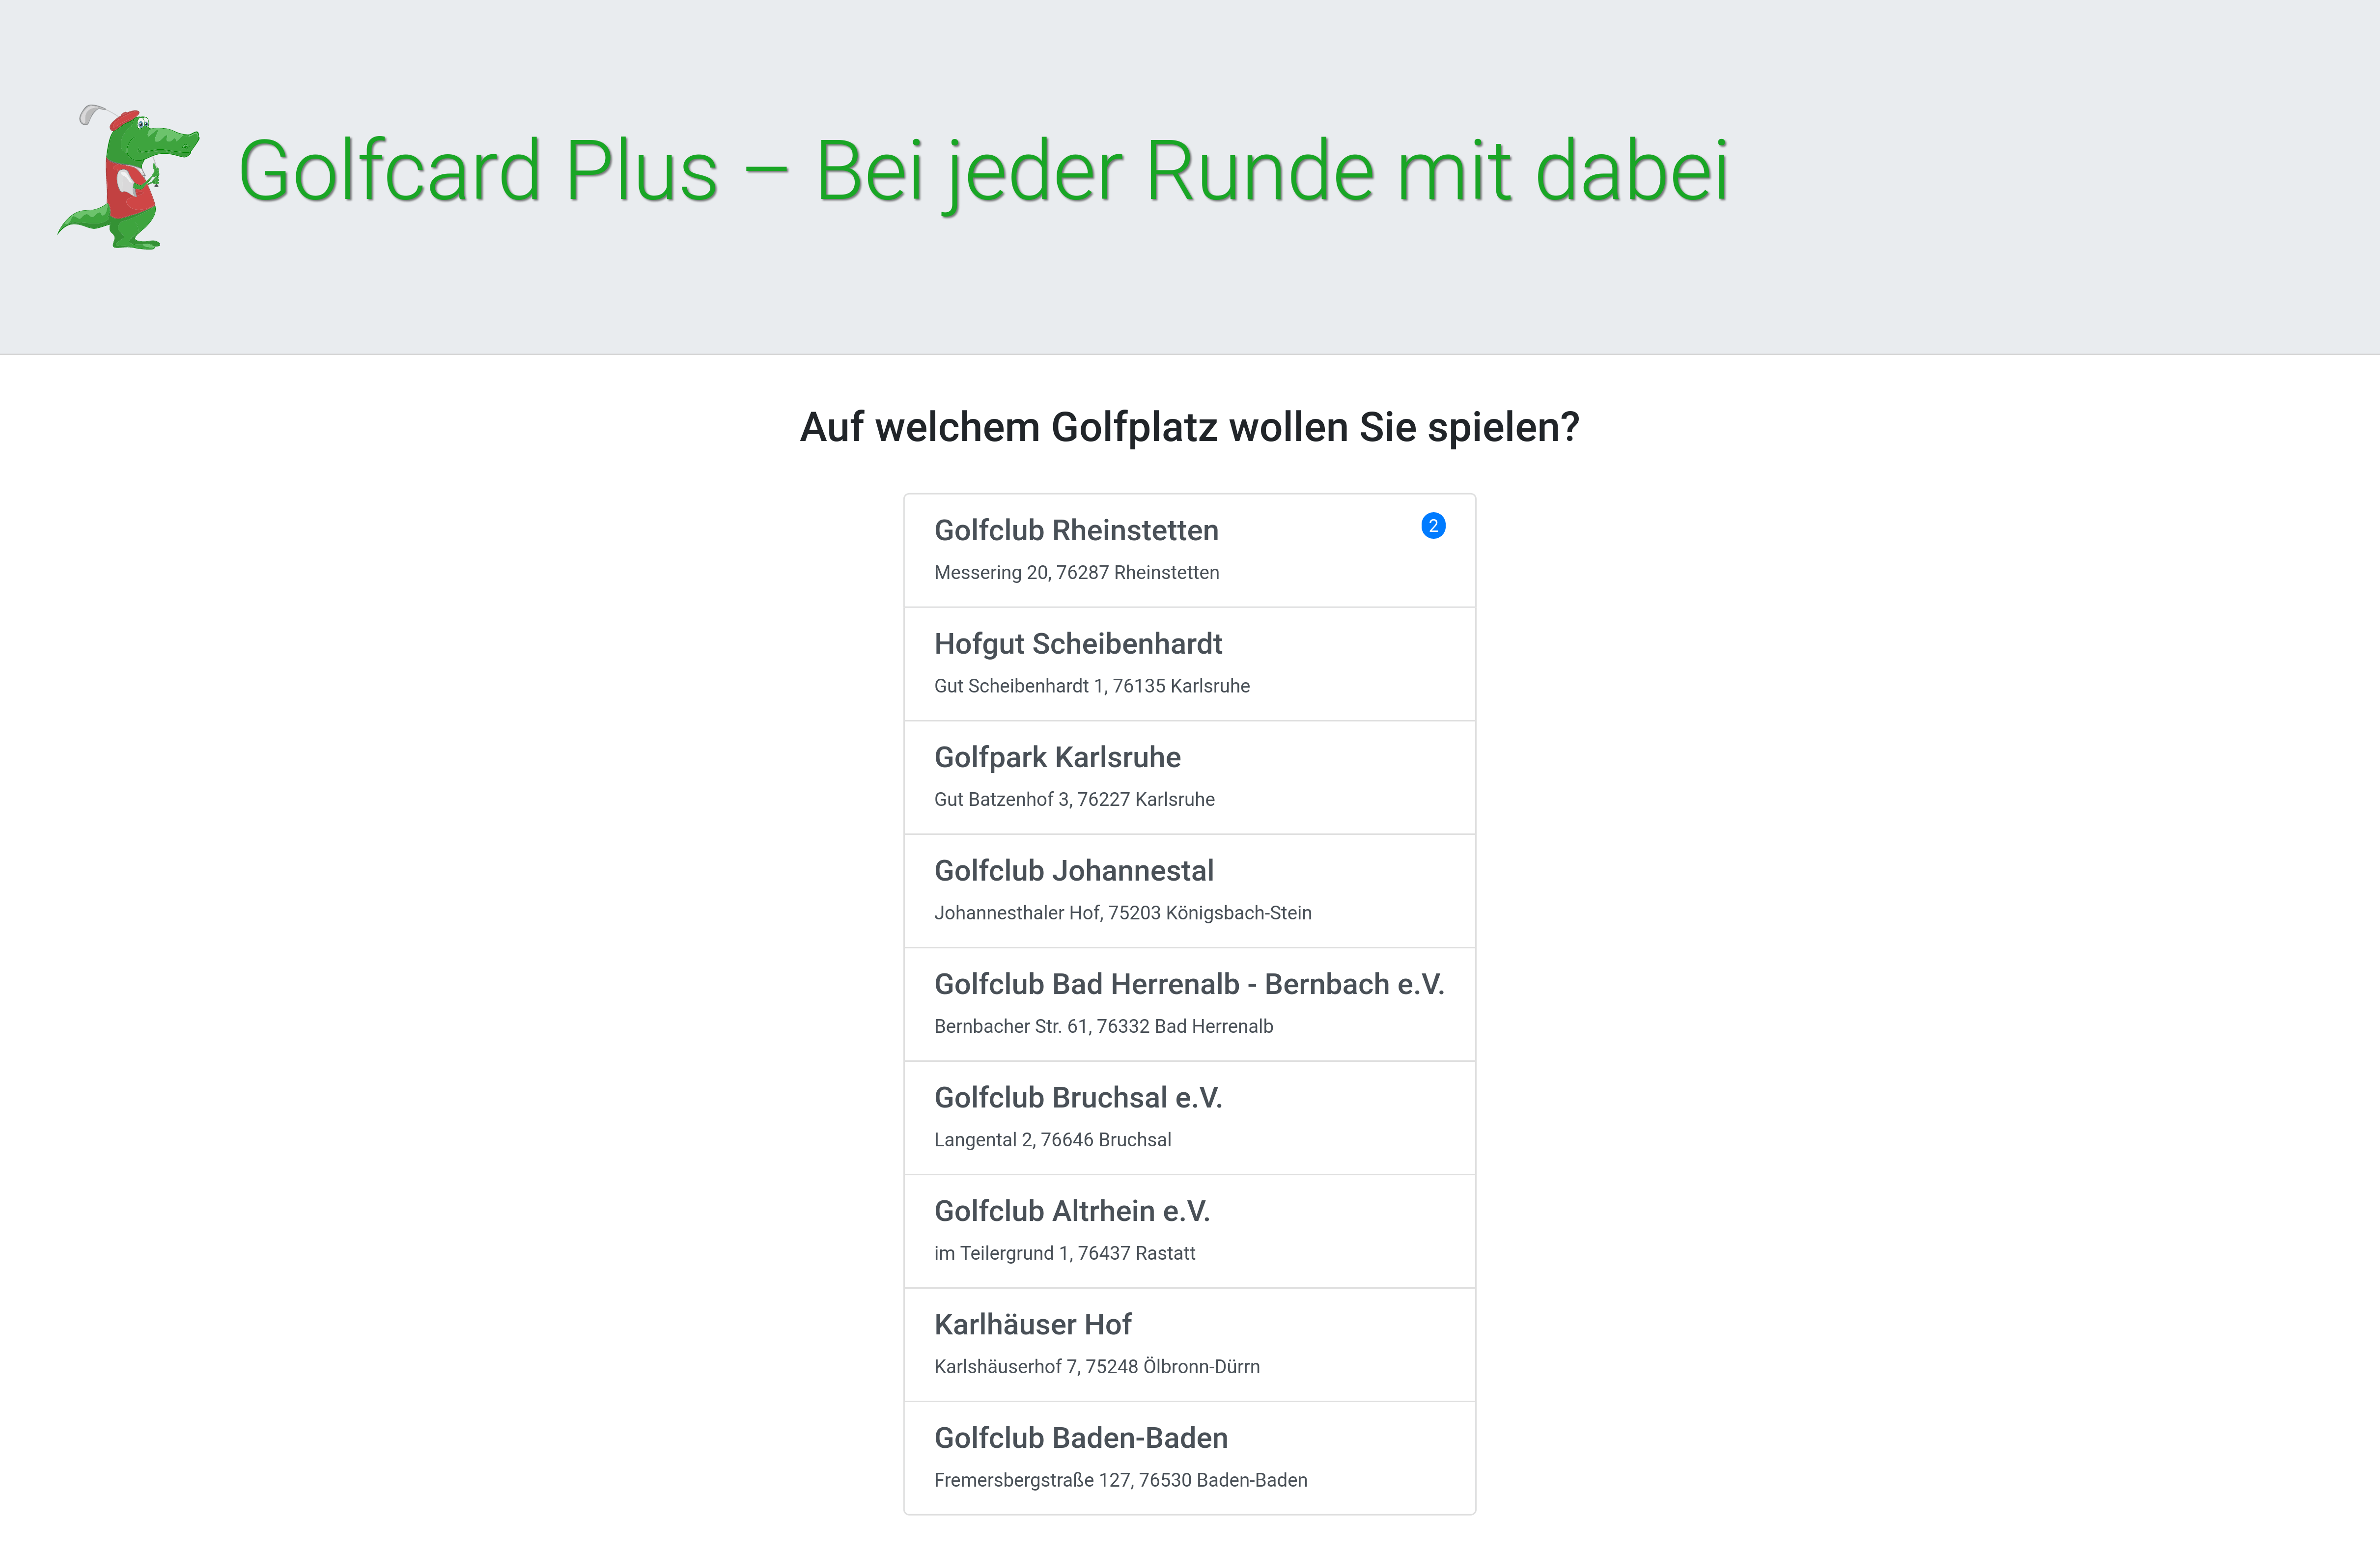 Golfcard Plus – Bei jeder Runde mit dabei
Auf welchem Golfplatz wollen Sie spielen?
Golfclub Rheinstetten 2
Messering 20, 76287 Rheinstetten
Hofgut Scheibenhardt
Gut Scheibenhardt 1, 76135 Karlsruhe
Golfpark Karlsruhe
Gut Batzenhof 3, 76227 Karlsruhe
Golfclub Johannestal
Johannesthaler Hof, 75203 Königsbach-Stein
Golfclub Bad Herrenalb - Bernbach e.V.
Bernbacher Str. 61, 76332 Bad Herrenalb
Golfclub Bruchsal e.V.
Langental 2, 76646 Bruchsal
Golfclub Altrhein e.V.
im Teilergrund 1, 76437 Rastatt
Karlhäuser Hof
Karlshäuserhof 7, 75248 Ölbronn-Dürrn
Golfclub Baden-Baden
Fremersbergstraße 127, 76530 Baden-Baden